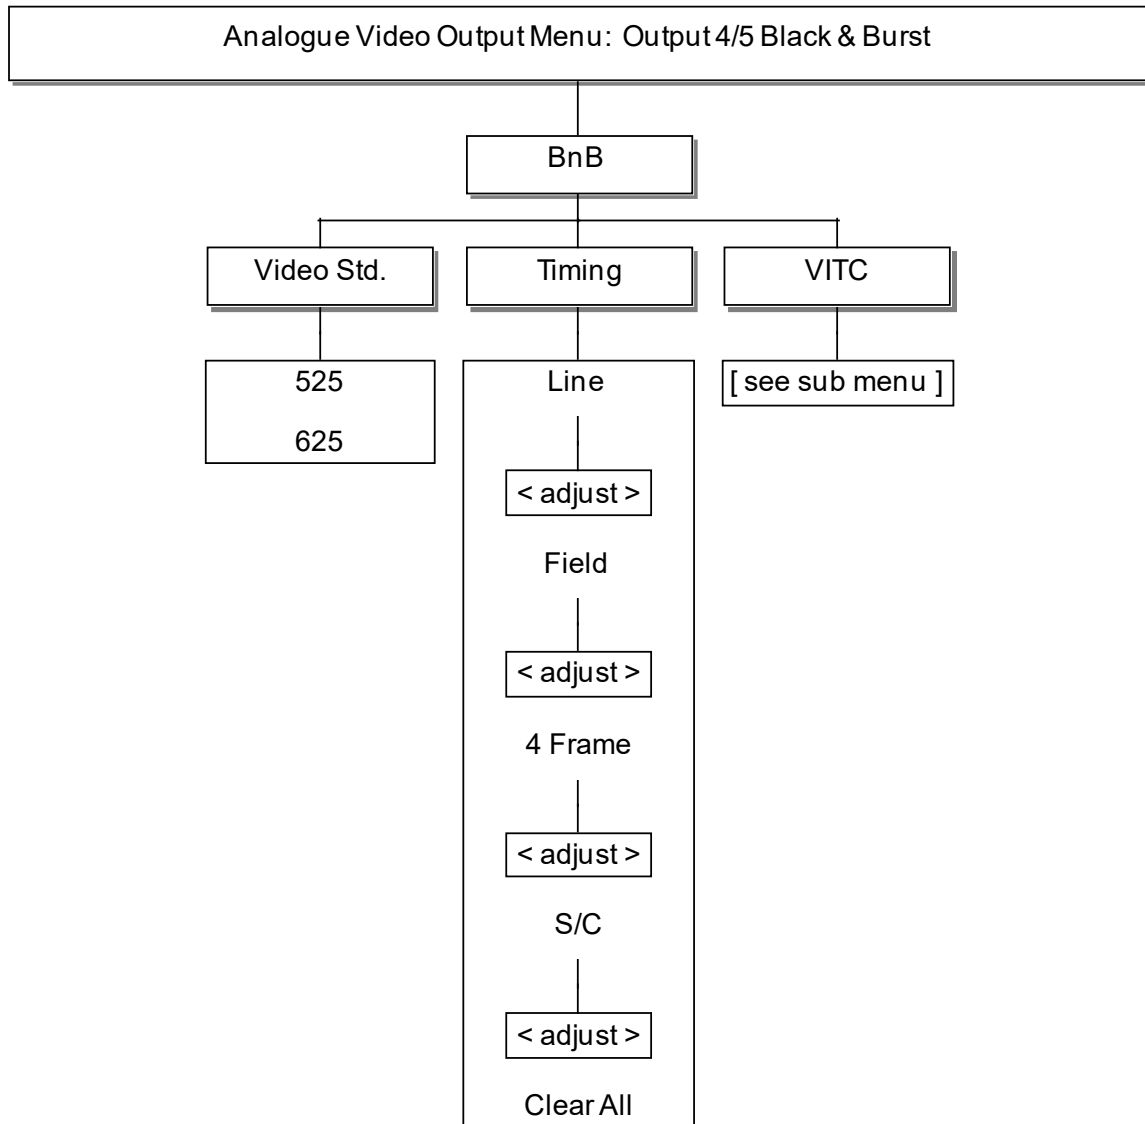 Analogue Video Output Menu: Output 4/5 Black & Burst
BnB
Video Std.
Timing
VITC
525
625
Line
< adjust >
Field
< adjust >
4 Frame
< adjust >
S/C
< adjust >
Clear All
[ see sub menu ]